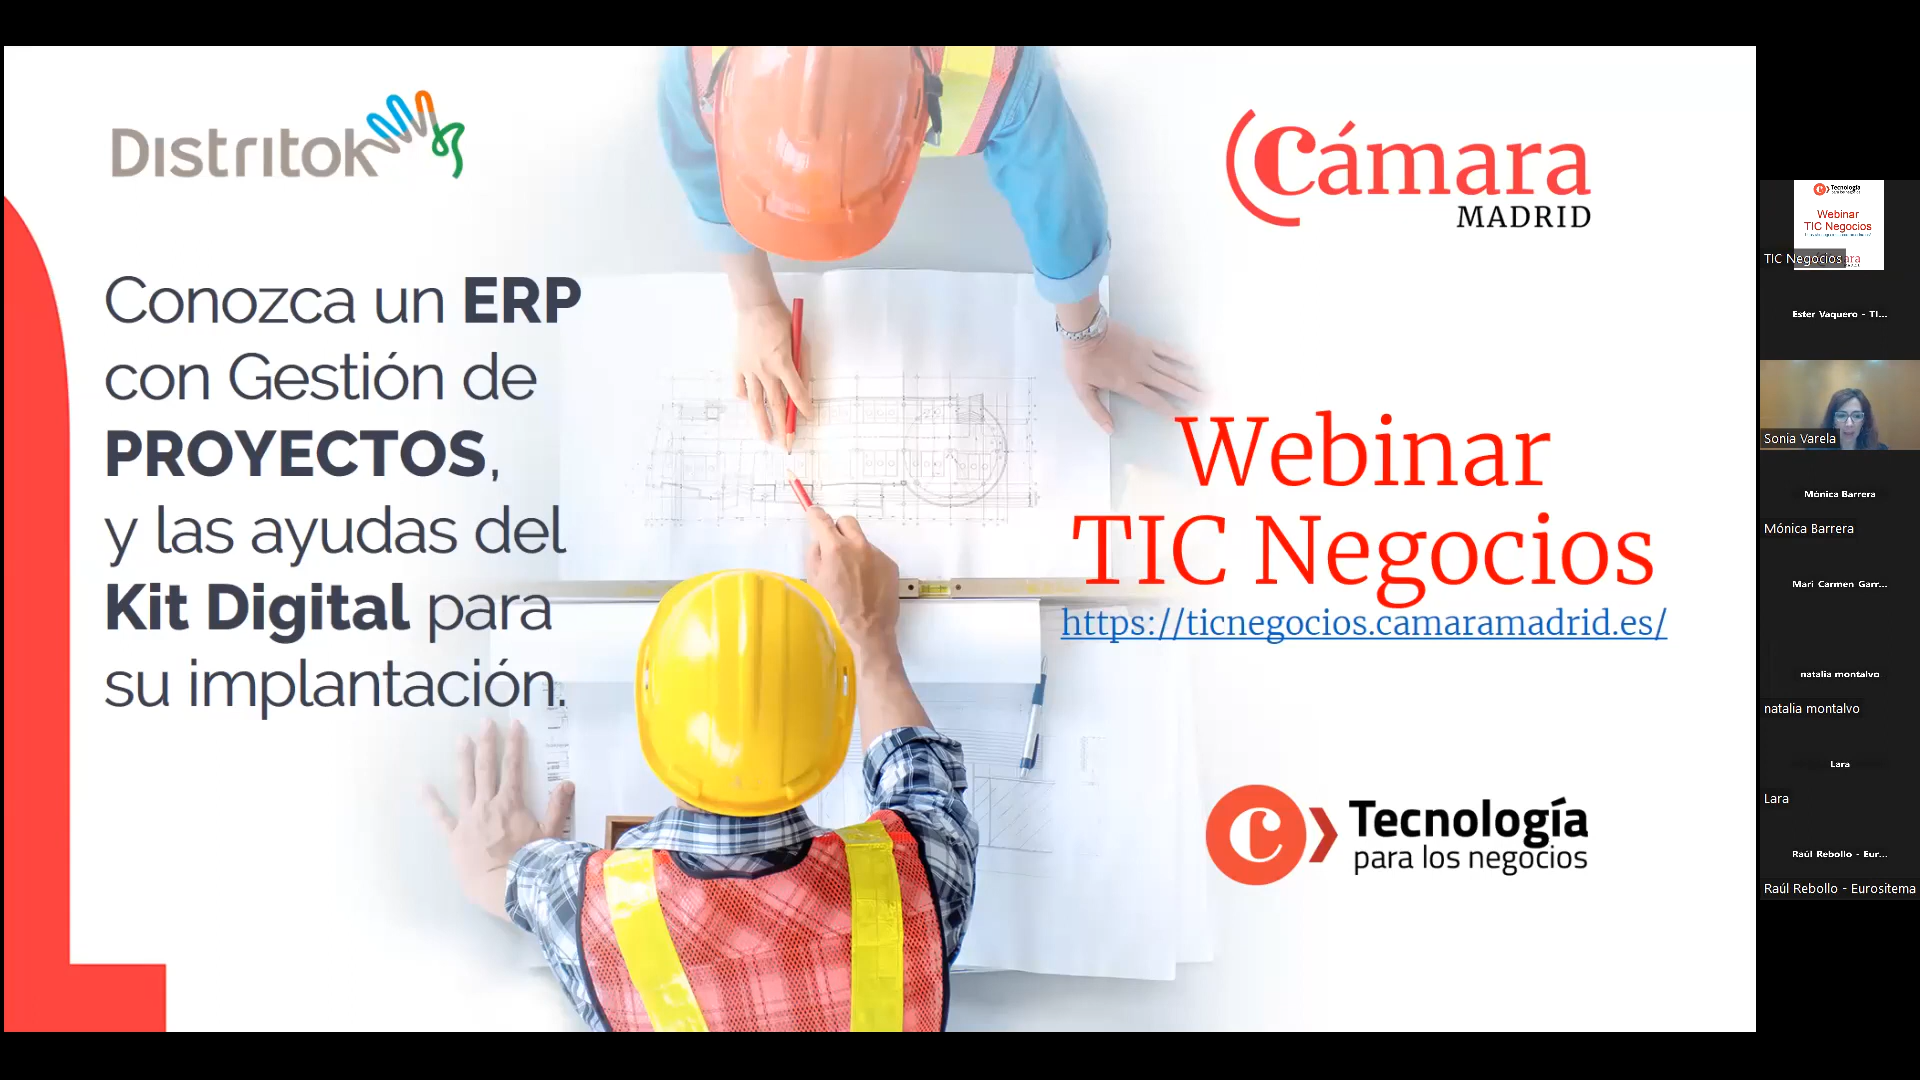 Distritok
Conozca un ERP
con Gestión de
PROYECTOS,
y las ayudas del
Kit Digital para
su implantación.
Cámara
MADRID
Webinar
TIC Negocios
https://ticnegocios.camaramadrid.es/
Tecnología
para los negocios
Tecnología
Webinar
TIC Negocios
TIC Negocios
Ester Vaquero - TI...
Sonia Varela
Mónica Barrera
Mónica Barrera
Mari Carmen Garr...
natalia montalvo
natalia montalvo
Lara
Lara
Raúl Rebollo - Eur...
Raúl Rebollo - Eurositema